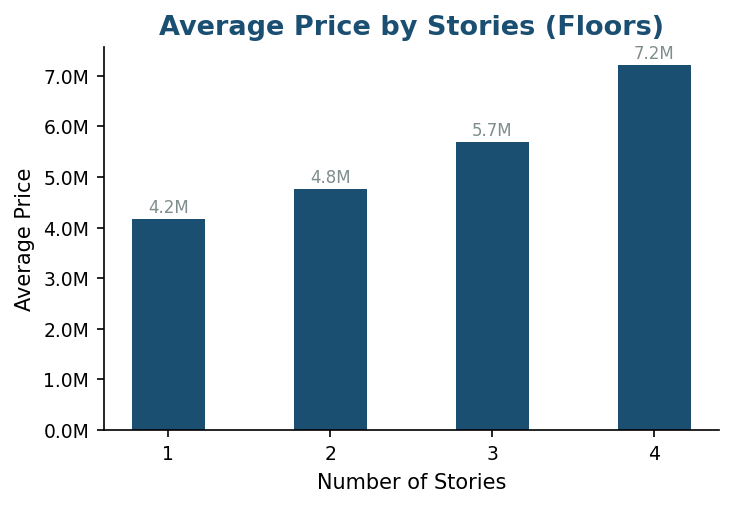 Average Price by Stories (Floors)
7.2M
7.0M
6.0M
5.7M
5.0M
4.8M
4.2M
4.0M
3.0M
2.0M
1.0M
0.0M
Average Price
1 2 3 4
Number of Stories